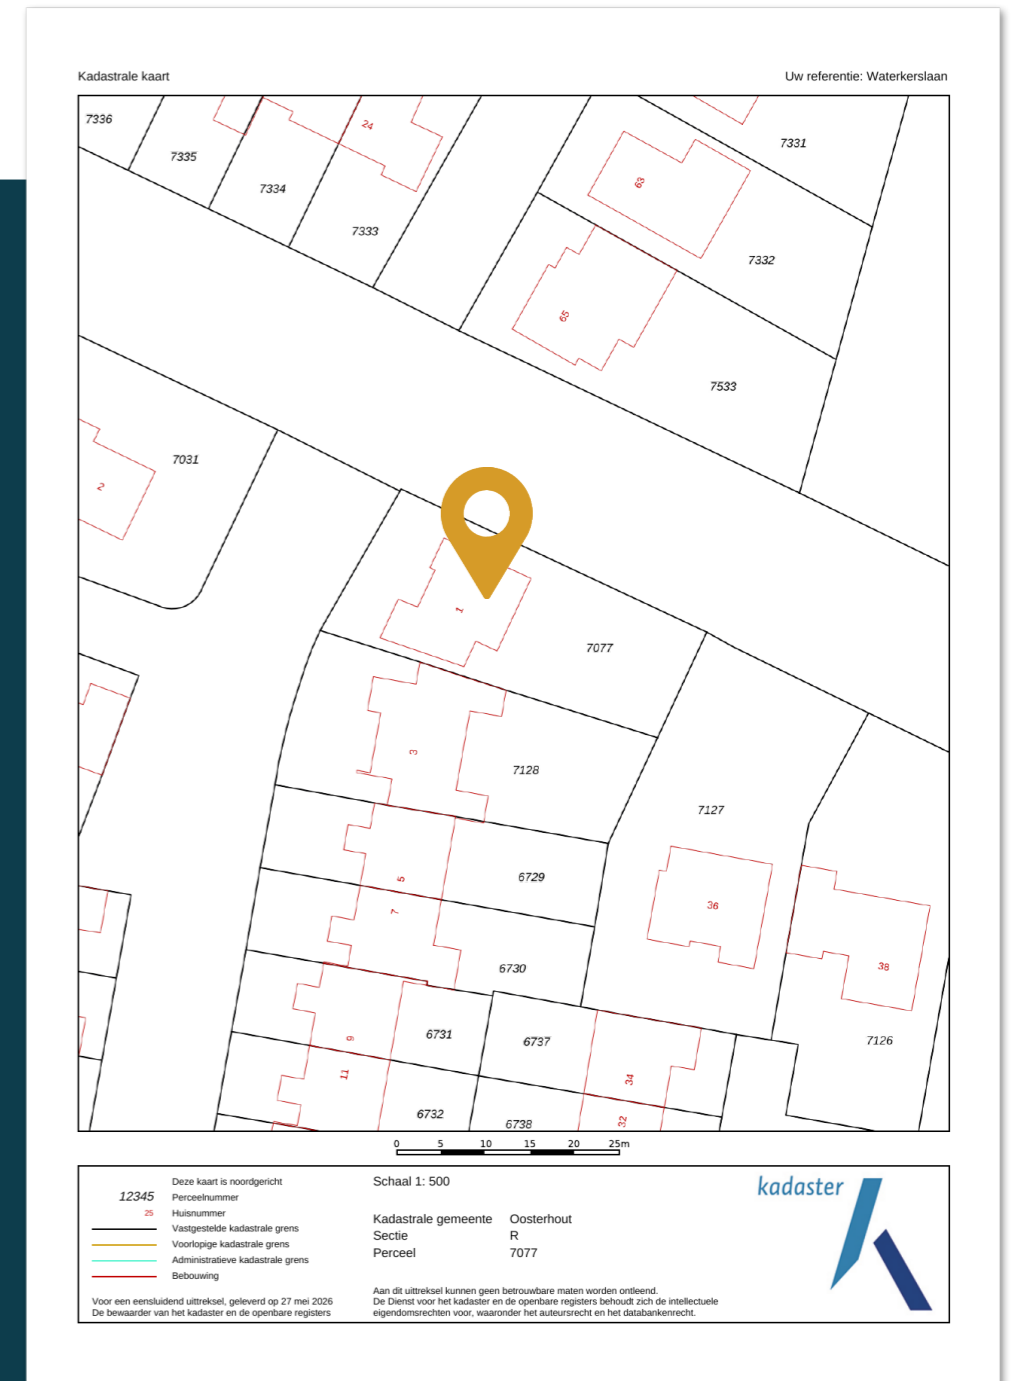 Kadastrale kaart
Uw referentie: Waterkerslaan
7336
7335
7334
7333
24
7331
63
7332
65
7533
7031
2
1
7077
3
7128
7127
5
6729
7
6730
36
38
7126
9
6731
6737
11
34
6732
6738
32
0 5 10 15 20 25m
Deze kaart is noordgericht
12345 Perceelnummer
25 Huisnummer
Vastgestelde kadastrale grens
Voorlopige kadastrale grens
Administratieve kadastrale grens
Bebouwing
Voor een eensluidend uittreksel, geleverd op 27 mei 2026
De bewaarder van het kadaster en de openbare registers
Schaal 1: 500
Kadastrale gemeente Oosterhout
Sectie R
Perceel 7077
Aan dit uittreksel kunnen geen betrouwbare maten worden ontleend.
De Dienst voor het kadaster en de openbare registers behoudt zich de intellectuele
eigendomsrechten voor, waaronder het auteursrecht en het databankenrecht.
kadaster